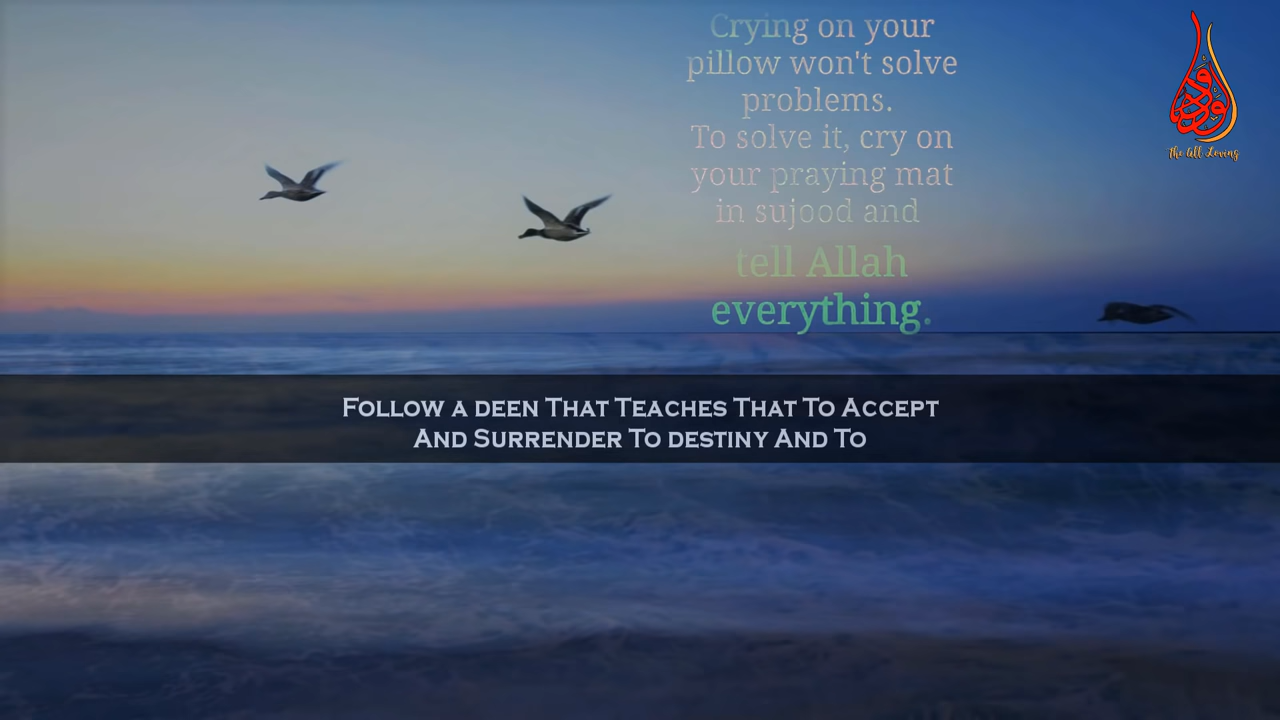 Crying on your
pillow won't solve
problems.
To solve it, cry on
your praying mat
in sujood and
tell Allah
everything.
الودود
The All Loving
FOLLOW A DEEN THAT TEACHES THAT TO ACCEPT
AND SURRENDER TO DESTINY AND TO